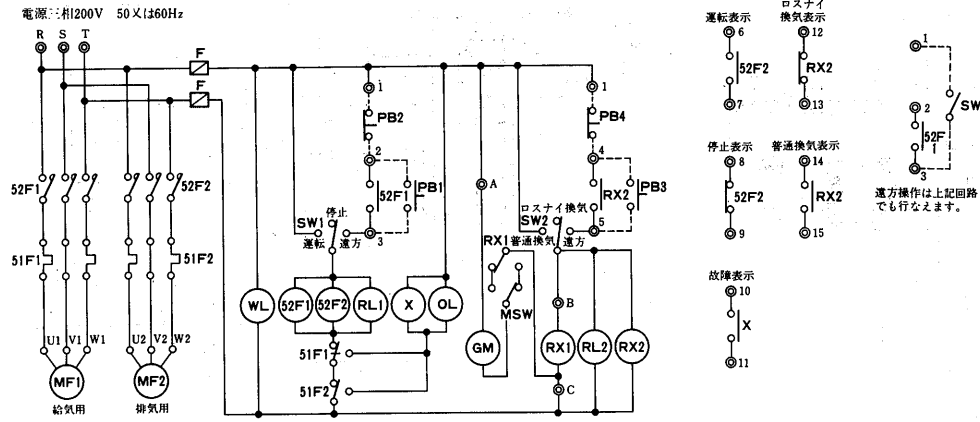 電源三相200V 50又は60Hz
R S T
F
F
52F1
52F2
51F1
51F2
U1 V1 W1
U2 V2 W2
MF1
MF2
給気用
排気用
1
PB2
2
52F1
PB1
SW1
停止
運転
遠方
3
WL
52F1
52F2
RL1
X
OL
51F1
51F2
A
GM
1
PB4
4
RX2
PB3
5
ロスナイ換気
SW2
普通換気
遠方
RX1
MSW
B
RX1
RL2
RX2
C
運転表示
6
52F2
7
ロスナイ
換気表示
12
RX2
13
停止表示
8
52F2
9
普通換気表示
14
RX2
15
故障表示
10
X
11
1
SW
2
52F
1
3
遠方操作は上記回路
でも行なえます。